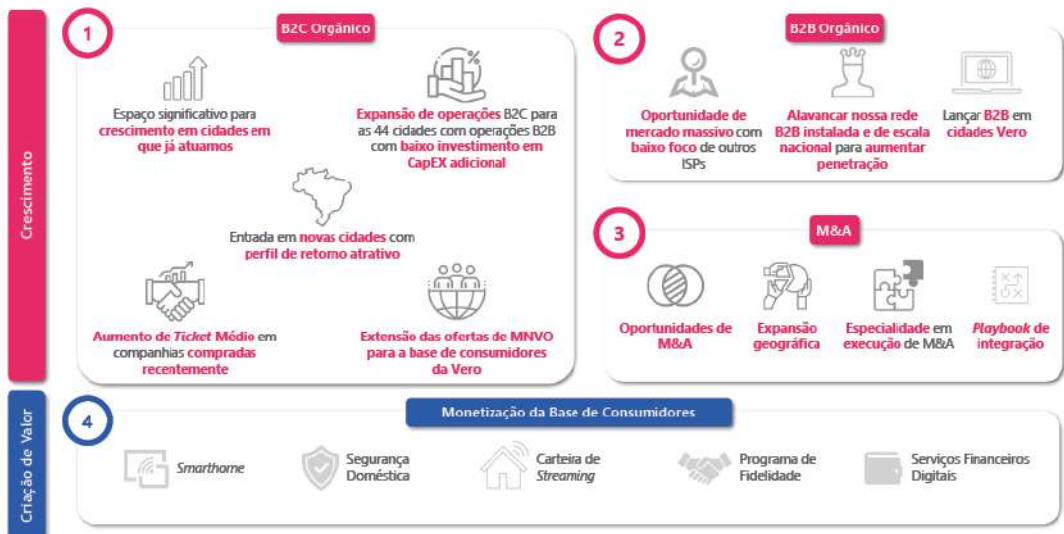 Crescimento
1
B2C Orgânico
Espaço significativo para
crescimento em cidades em
que já atuamos
Expansão de operações B2C para
as 44 cidades com operações B2B
com baixo investimento em
CapEX adicional
Entrada em novas cidades com
perfil de retorno atrativo
Aumento de Ticket Médio em
companhias compradas
recentemente
Extensão das ofertas de MNVO
para a base de consumidores
da Vero
2
B2B Orgânico
Oportunidade de
mercado massivo com
baixo foco de outros
ISPs
Alavancar nossa rede
B2B instalada e de escala
nacional para aumentar
penetração
Lançar B2B em
cidades Vero
3
M&A
Oportunidades de
M&A
Expansão
geográfica
Especialidade em
execução de M&A
Playbook de
integração
Criação de Valor
4
Monetização da Base de Consumidores
Smarthome
Segurança
Doméstica
Carteira de
Streaming
Programa de
Fidelidade
Serviços Financeiros
Digitais